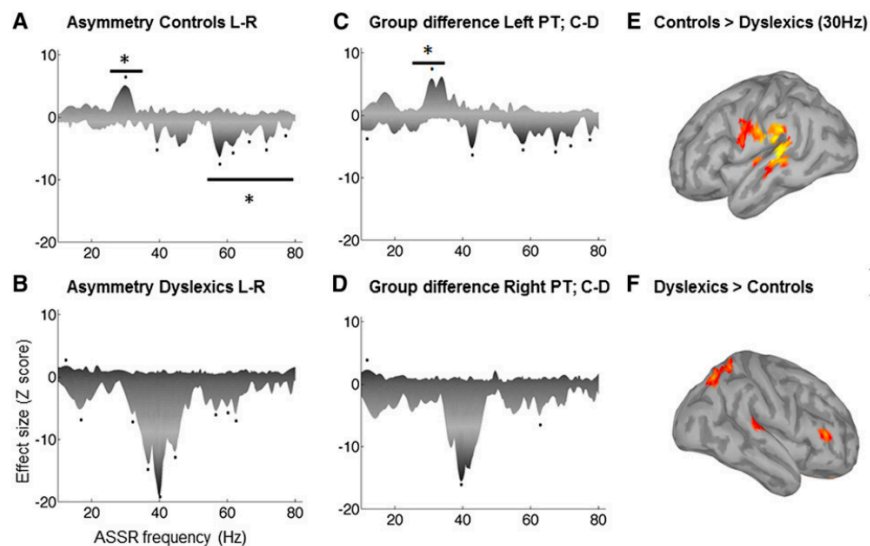 A Asymmetry Controls L-R
10
*
0
-10
*
-20
20 40 60 80
C Group difference Left PT; C-D
10
*
0
-10
-20
20 40 60 80
E Controls > Dyslexics (30Hz)
B Asymmetry Dyslexics L-R
10
0
-10
-20
Effect size (Z score)
20 40 60 80
ASSR frequency (Hz)
D Group difference Right PT; C-D
10
0
-10
-20
20 40 60 80
F Dyslexics > Controls